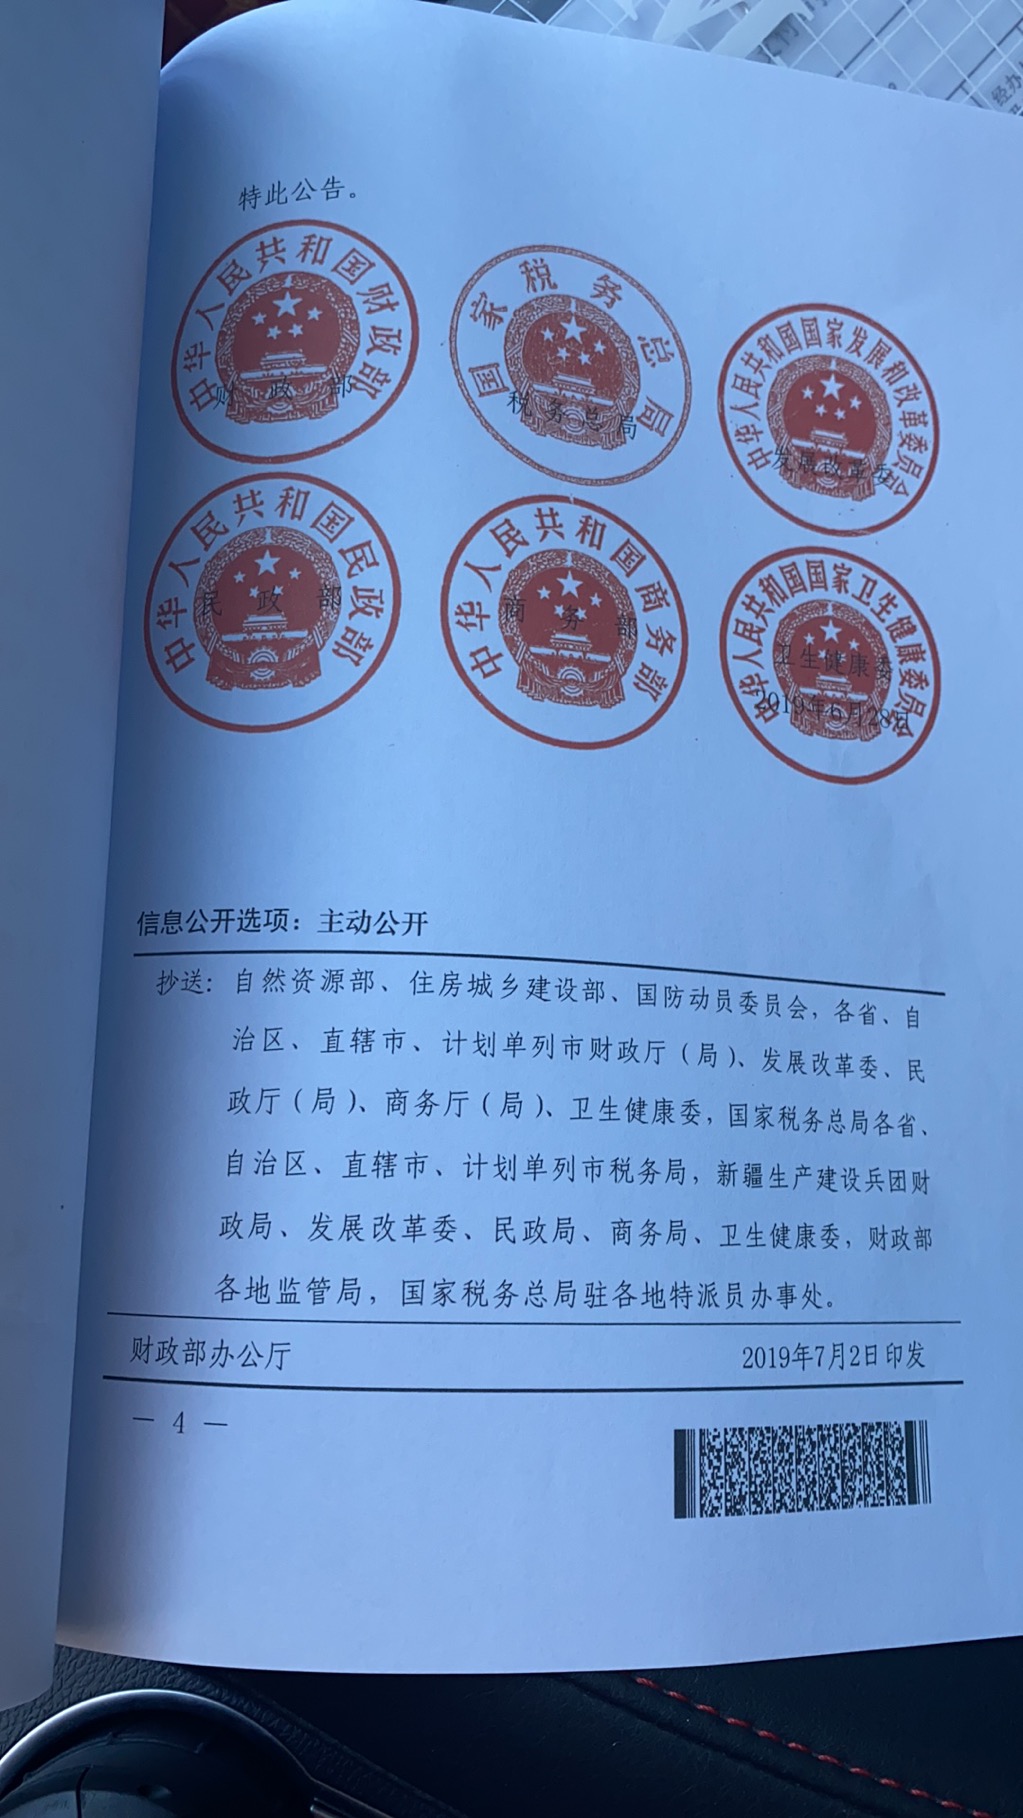 特此公告。
中华人民共和国财政部
财政部
国家税务总局
税务总局
中华人民共和国国家发展和改革委员会
发展改革委
中华人民共和国民政部
民政部
中华人民共和国商务部
商务部
中华人民共和国国家卫生健康委员会
卫生健康委
2019年6月28日
信息公开选项：主动公开
抄送：自然资源部、住房城乡建设部、国防动员委员会，各省、自
治区、直辖市、计划单列市财政厅（局）、发展改革委、民
政厅（局）、商务厅（局）、卫生健康委，国家税务总局各省、
自治区、直辖市、计划单列市税务局，新疆生产建设兵团财
政局、发展改革委、民政局、商务局、卫生健康委，财政部
各地监管局，国家税务总局驻各地特派员办事处。
财政部办公厅 2019年7月2日印发
— 4 —